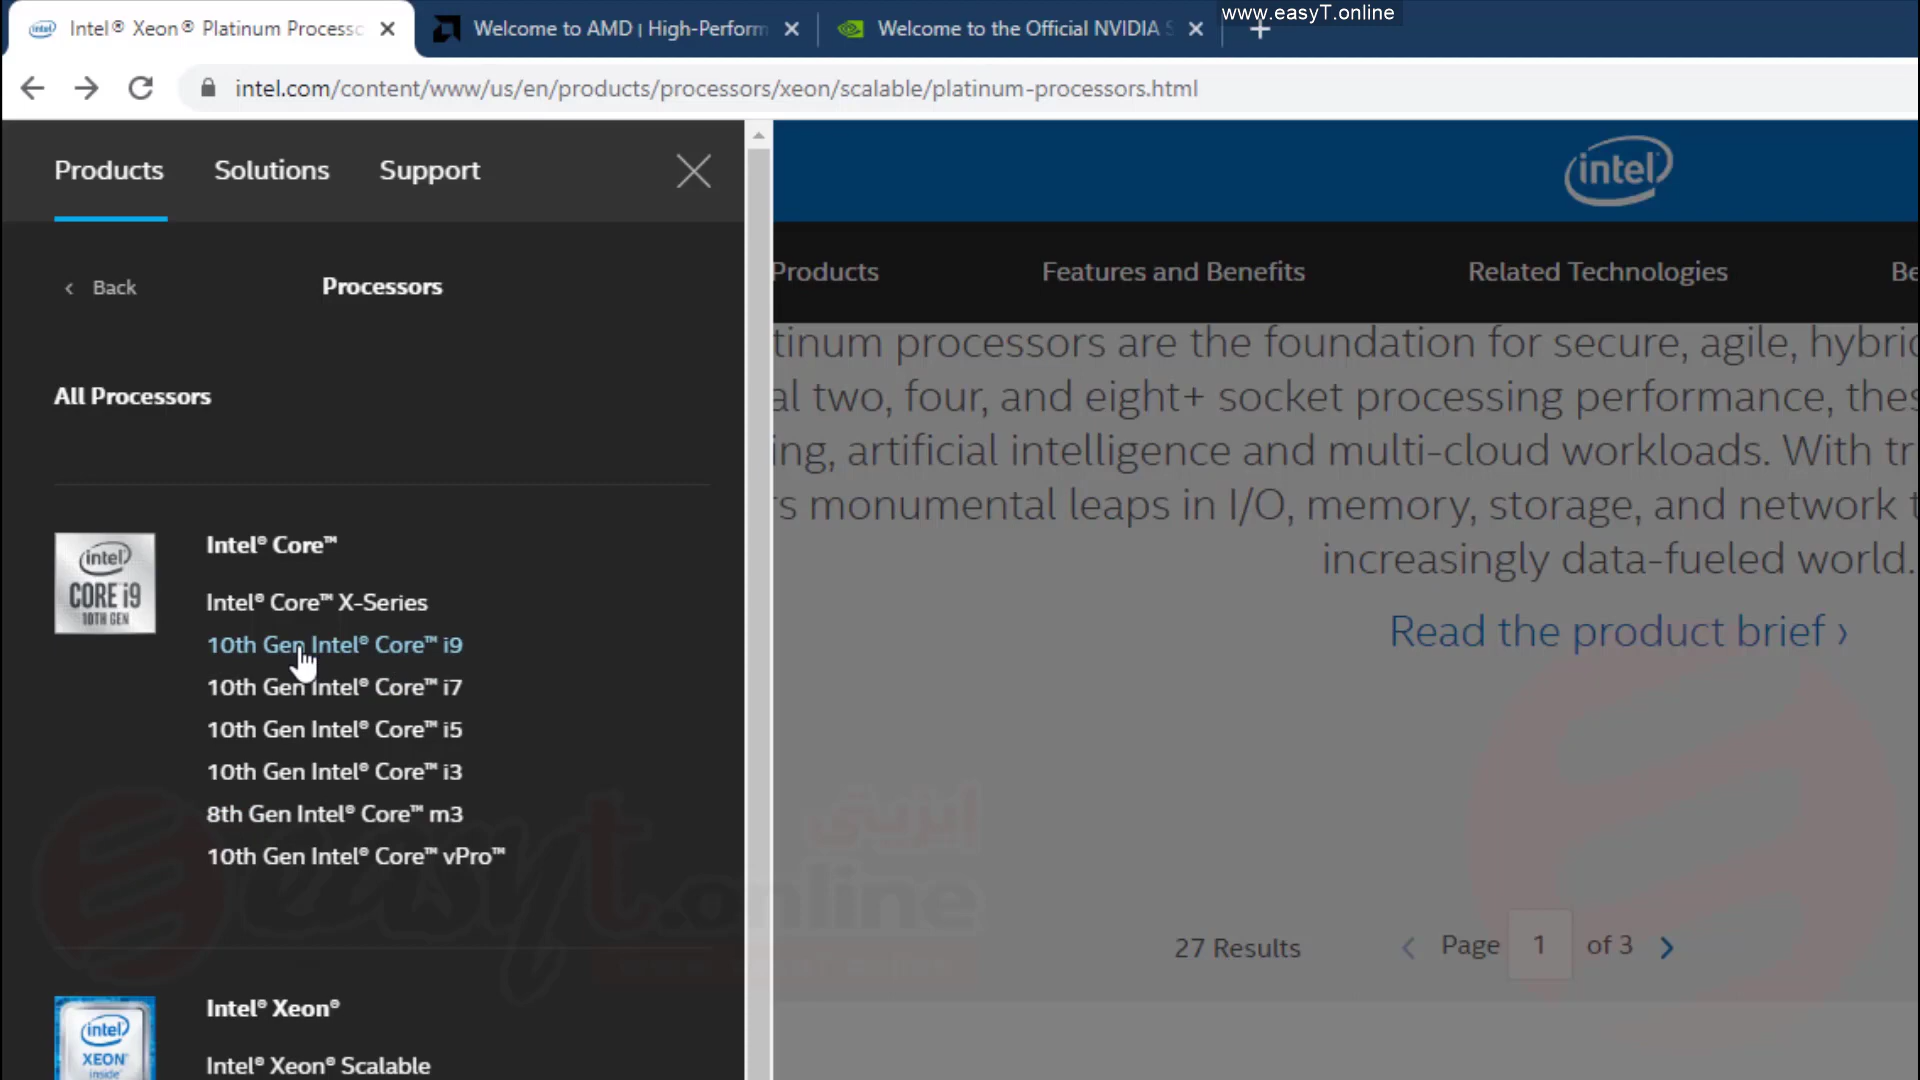 www.easyT.online
Intel® Xeon® Platinum Processo
Welcome to AMD | High-Perform
Welcome to the Official NVIDIA S
intel.com/content/www/us/en/products/processors/xeon/scalable/platinum-processors.html
Products
Solutions
Support
intel
Products
Features and Benefits
Related Technologies
Be
‹ Back
Processors
All Processors
tinum processors are the foundation for secure, agile, hybri
al two, four, and eight+ socket processing performance, thes
ing, artificial intelligence and multi-cloud workloads. With tr
s monumental leaps in I/O, memory, storage, and network t
increasingly data-fueled world.
Read the product brief ›
intel
CORE i9
10TH GEN
Intel® Core™
Intel® Core™ X-Series
10th Gen Intel® Core™ i9
10th Gen Intel® Core™ i7
10th Gen Intel® Core™ i5
10th Gen Intel® Core™ i3
8th Gen Intel® Core™ m3
10th Gen Intel® Core™ vPro™
ایزیتی
easyt.online
27 Results
Page 1 of 3
intel
XEON
inside
Intel® Xeon®
Intel® Xeon® Scalable